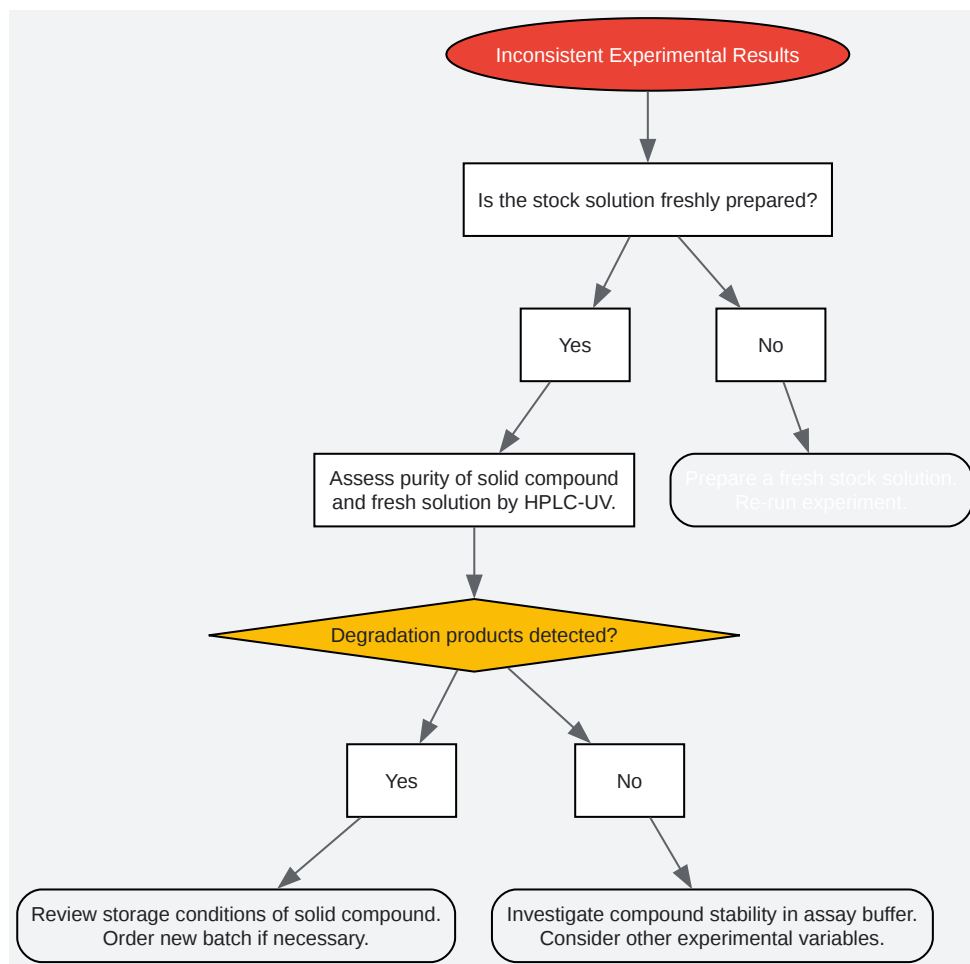 Inconsistent Experimental Results
Is the stock solution freshly prepared?
Yes
No
Assess purity of solid compound
and fresh solution by HPLC-UV.
Prepare a fresh stock solution.
Re-run experiment.
Degradation products detected?
Yes
No
Review storage conditions of solid compound.
Order new batch if necessary.
Investigate compound stability in assay buffer.
Consider other experimental variables.